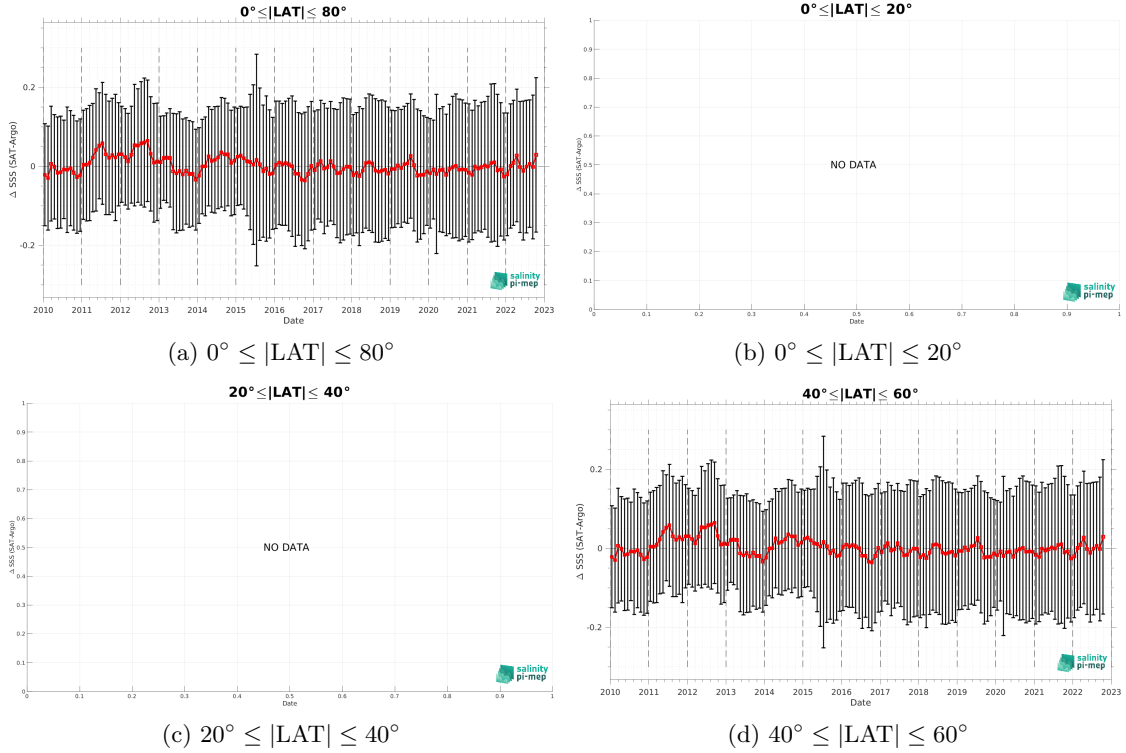 0°≤|LAT|≤ 80°
Δ SSS (SAT-Argo)
0.2
0
-0.2
2010 2011 2012 2013 2014 2015 2016 2017 2018 2019 2020 2021 2022 2023
Date
salinity
pi-mep
(a) 0° ≤ |LAT| ≤ 80°
0°≤|LAT|≤ 20°
Δ SSS (SAT-Argo)
1
0.9
0.8
0.7
0.6
0.5
0.4
0.3
0.2
0.1
0
NO DATA
0 0.1 0.2 0.3 0.4 0.5 0.6 0.7 0.8 0.9 1
Date
salinity
pi-mep
(b) 0° ≤ |LAT| ≤ 20°
20°≤|LAT|≤ 40°
Δ SSS (SAT-Argo)
1
0.9
0.8
0.7
0.6
0.5
0.4
0.3
0.2
0.1
0
NO DATA
0 0.1 0.2 0.3 0.4 0.5 0.6 0.7 0.8 0.9 1
Date
salinity
pi-mep
(c) 20° ≤ |LAT| ≤ 40°
40°≤|LAT|≤ 60°
Δ SSS (SAT-Argo)
0.2
0
-0.2
2010 2011 2012 2013 2014 2015 2016 2017 2018 2019 2020 2021 2022 2023
Date
salinity
pi-mep
(d) 40° ≤ |LAT| ≤ 60°